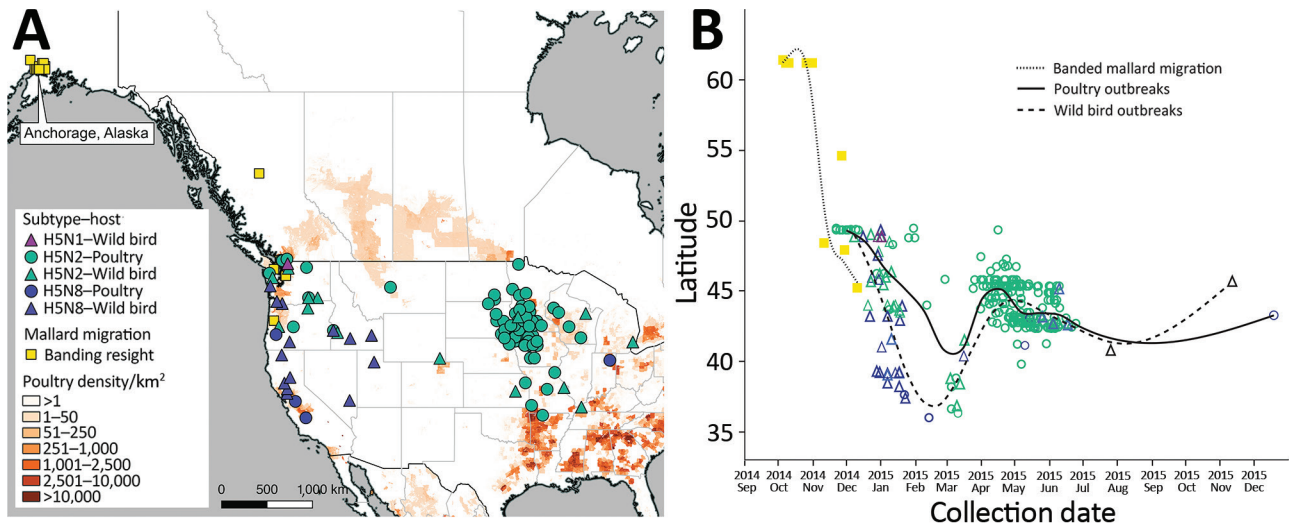 A
Anchorage, Alaska
Subtype–host
H5N1–Wild bird
H5N2–Poultry
H5N2–Wild bird
H5N8–Poultry
H5N8–Wild bird
Mallard migration
Banding resight
Poultry density/km2
>1
1–50
51–250
251–1,000
1,001–2,500
2,501–10,000
>10,000
0 500 1,000 km
B
Banded mallard migration
Poultry outbreaks
Wild bird outbreaks
Latitude
60
55
50
45
40
35
2014 2014 2014 2014 2015 2015 2015 2015 2015 2015 2015 2015 2015 2015 2015 2015
Sep Oct Nov Dec Jan Feb Mar Apr May Jun Jul Aug Sep Oct Nov Dec
Collection date